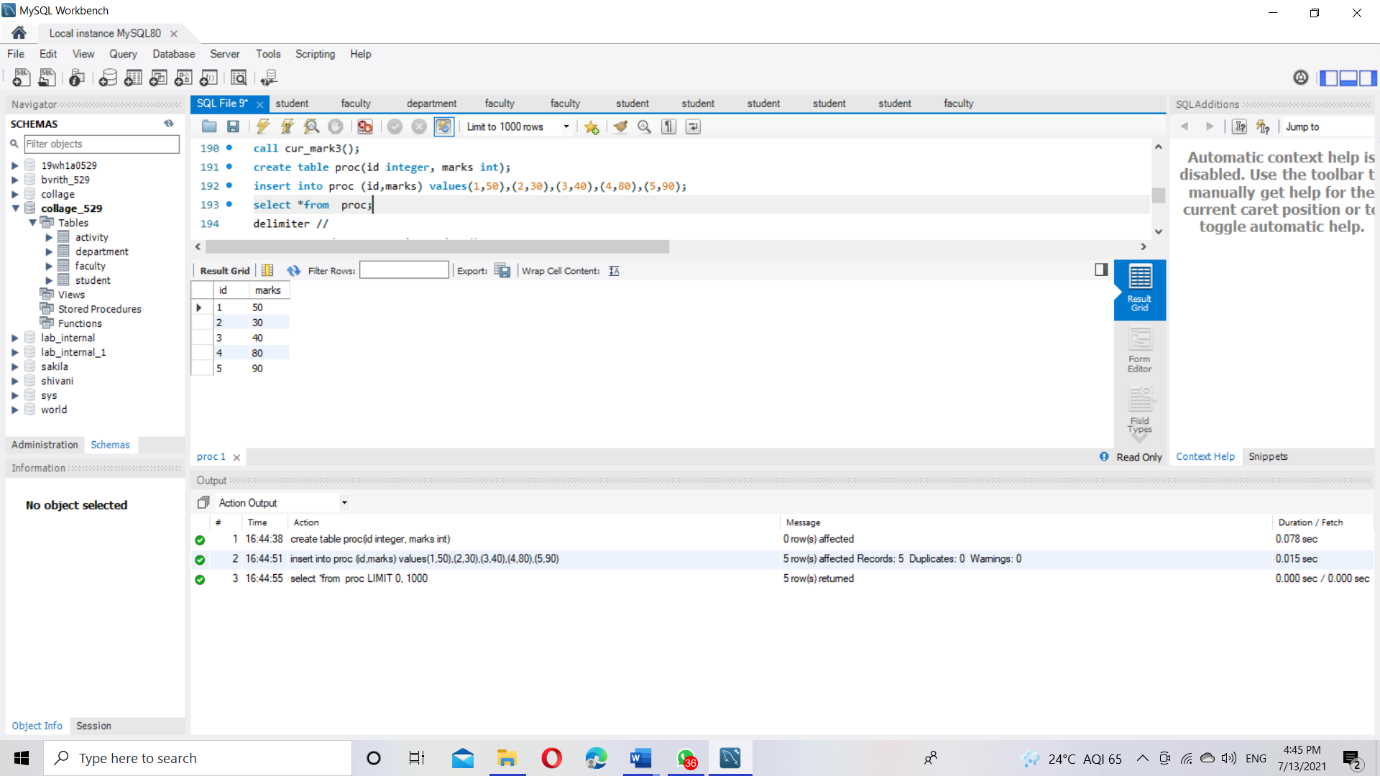 MySQL Workbench
Local instance MySQL80
File Edit View Query Database Server Tools Scripting Help
Navigator
SCHEMAS
Filter objects
19wh1a0529
bvrith_529
collage
collage_529
Tables
activity
department
faculty
student
Views
Stored Procedures
Functions
lab_internal
lab_internal_1
sakila
shivani
sys
world
Administration Schemas
Information
No object selected
Object Info Session
SQL File 9* student faculty department faculty faculty student student student student student faculty
Limit to 1000 rows
190 call cur_mark3();
191 create table proc(id integer, marks int);
192 insert into proc (id,marks) values(1,50),(2,30),(3,40),(4,80),(5,90);
193 select *from  proc;
194 delimiter //
Result Grid Filter Rows: Export: Wrap Cell Content: IA
id marks
1 50
2 30
3 40
4 80
5 90
Result Grid
Form Editor
Field Types
proc 1
Read Only
SQLAdditions
Jump to
Automatic context help is
disabled. Use the toolbar t
manually get help for the
current caret position or to
toggle automatic help.
Context Help Snippets
Output
Action Output
# Time Action Message Duration / Fetch
1 16:44:38 create table proc(id integer, marks int) 0 row(s) affected 0.078 sec
2 16:44:51 insert into proc (id,marks) values(1,50),(2,30),(3,40),(4,80),(5,90) 5 row(s) affected Records: 5  Duplicates: 0  Warnings: 0 0.015 sec
3 16:44:55 select *from  proc LIMIT 0, 1000 5 row(s) returned 0.000 sec / 0.000 sec
Type here to search
36
24°C AQI 65
ENG
4:45 PM
7/13/2021
2